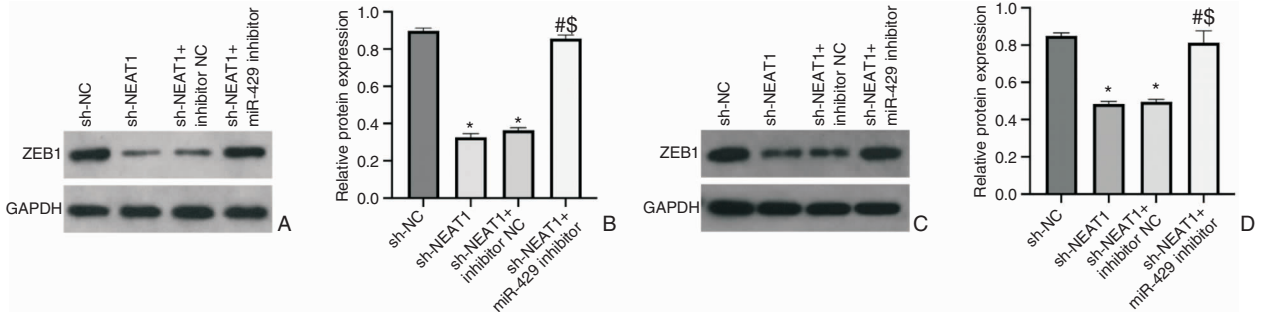 sh-NC
sh-NEAT1
sh-NEAT1+
inhibitor NC
sh-NEAT1+
miR-429 inhibitor
ZEB1
GAPDH
A
Relative protein expression
1.0
0.8
0.6
0.4
0.2
0.0
*
*
#$
sh-NC
sh-NEAT1
sh-NEAT1+
inhibitor NC
sh-NEAT1+
miR-429 inhibitor
B
sh-NC
sh-NEAT1
sh-NEAT1+
inhibitor NC
sh-NEAT1+
miR-429 inhibitor
ZEB1
GAPDH
C
Relative protein expression
1.0
0.8
0.6
0.4
0.2
0.0
*
*
#$
sh-NC
sh-NEAT1
sh-NEAT1+
inhibitor NC
sh-NEAT1+
miR-429 inhibitor
D